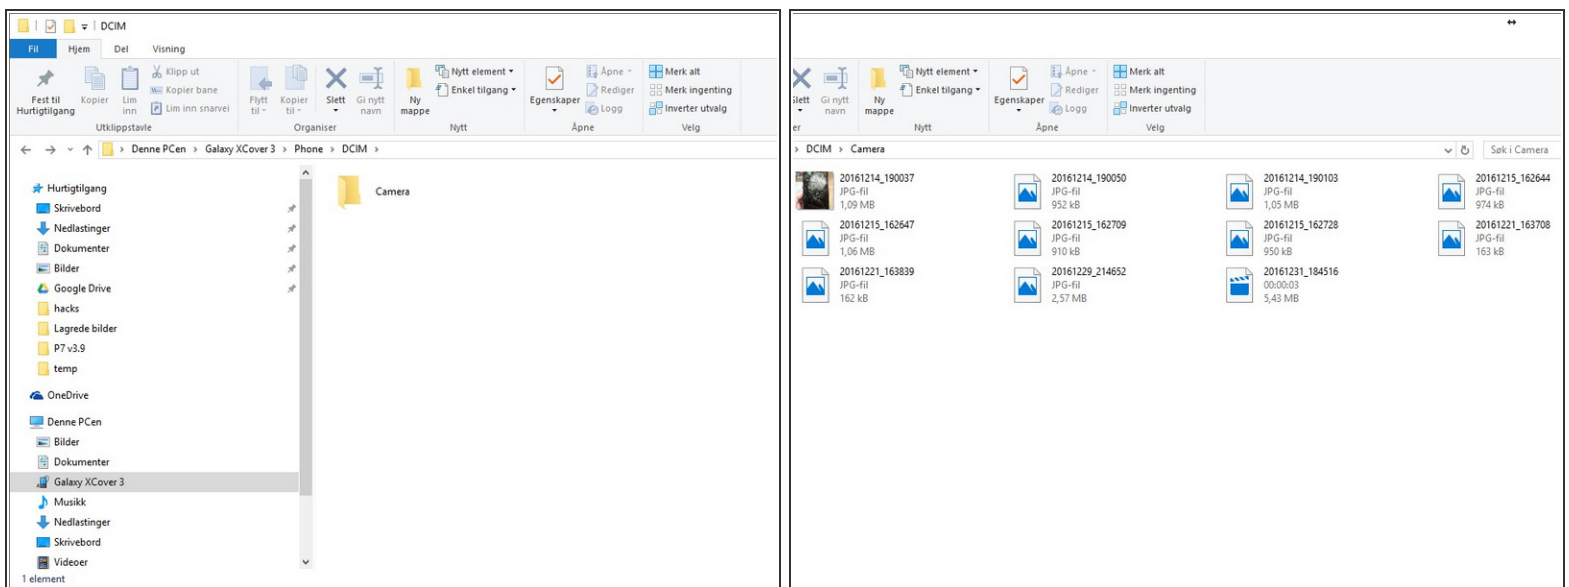 DCIM
Fil Hjem Del Visning
Fest til Hurtigtilgang
Kopier
Lim inn
Klipp ut
Kopier bane
Lim inn snarvei
Utklippstavle
Flytt til
Kopier til
Slett
Gi nytt navn
Organiser
Ny mappe
Nytt element
Enkel tilgang
Nytt
Egenskaper
Åpne
Rediger
Logg
Åpne
Merk alt
Merk ingenting
Inverter utvalg
Velg
Denne PCen > Galaxy XCover 3 > Phone > DCIM >
Hurtigtilgang
Skrivebord
Nedlastinger
Dokumenter
Bilder
Google Drive
hacks
Lagrede bilder
P7 v3.9
temp
OneDrive
Denne PCen
Bilder
Dokumenter
Galaxy XCover 3
Musikk
Nedlastinger
Skrivebord
Videoer
1 element
Camera
Slett
Gi nytt navn
er
Ny mappe
Nytt element
Enkel tilgang
Nytt
Egenskaper
Åpne
Rediger
Logg
Åpne
Merk alt
Merk ingenting
Inverter utvalg
Velg
> DCIM > Camera
Søk i Camera
20161214_190037
JPG-fil
1,09 MB
20161214_190050
JPG-fil
952 kB
20161214_190103
JPG-fil
1,05 MB
20161215_162644
JPG-fil
974 kB
20161215_162647
JPG-fil
1,06 MB
20161215_162709
JPG-fil
910 kB
20161215_162728
JPG-fil
950 kB
20161221_163708
JPG-fil
163 kB
20161221_163839
JPG-fil
162 kB
20161229_214652
JPG-fil
2,57 MB
20161231_184516
00:00:03
5,43 MB